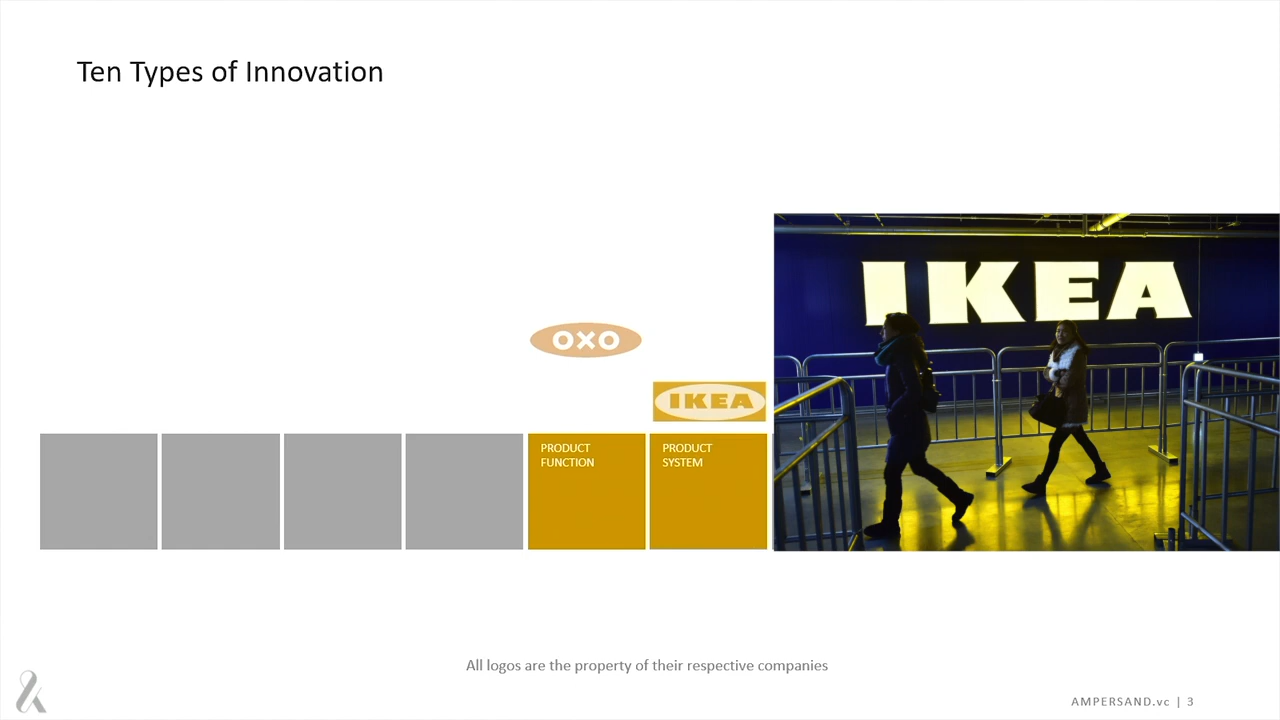 Ten Types of Innovation
IKEA
OXO
IKEA
PRODUCT
FUNCTION
PRODUCT
SYSTEM
All logos are the property of their respective companies
AMPERSAND.vc | 3